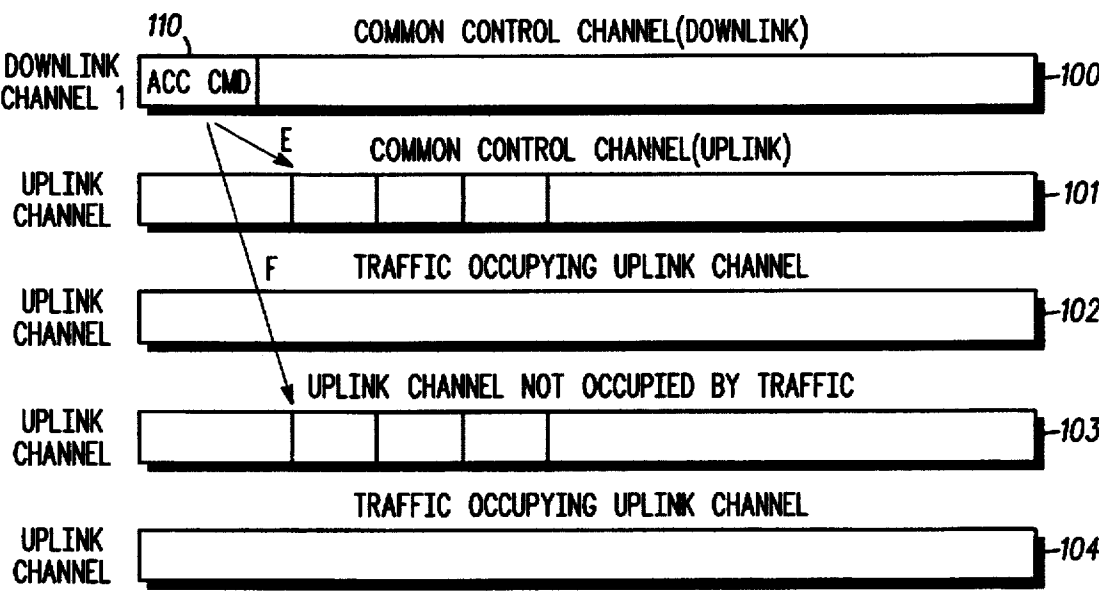 110
COMMON CONTROL CHANNEL(DOWNLINK)
DOWNLINK
CHANNEL 1
ACC CMD
100
E
COMMON CONTROL CHANNEL(UPLINK)
UPLINK
CHANNEL
101
F
TRAFFIC OCCUPYING UPLINK CHANNEL
UPLINK
CHANNEL
102
UPLINK CHANNEL NOT OCCUPIED BY TRAFFIC
UPLINK
CHANNEL
103
TRAFFIC OCCUPYING UPLINK CHANNEL
UPLINK
CHANNEL
104